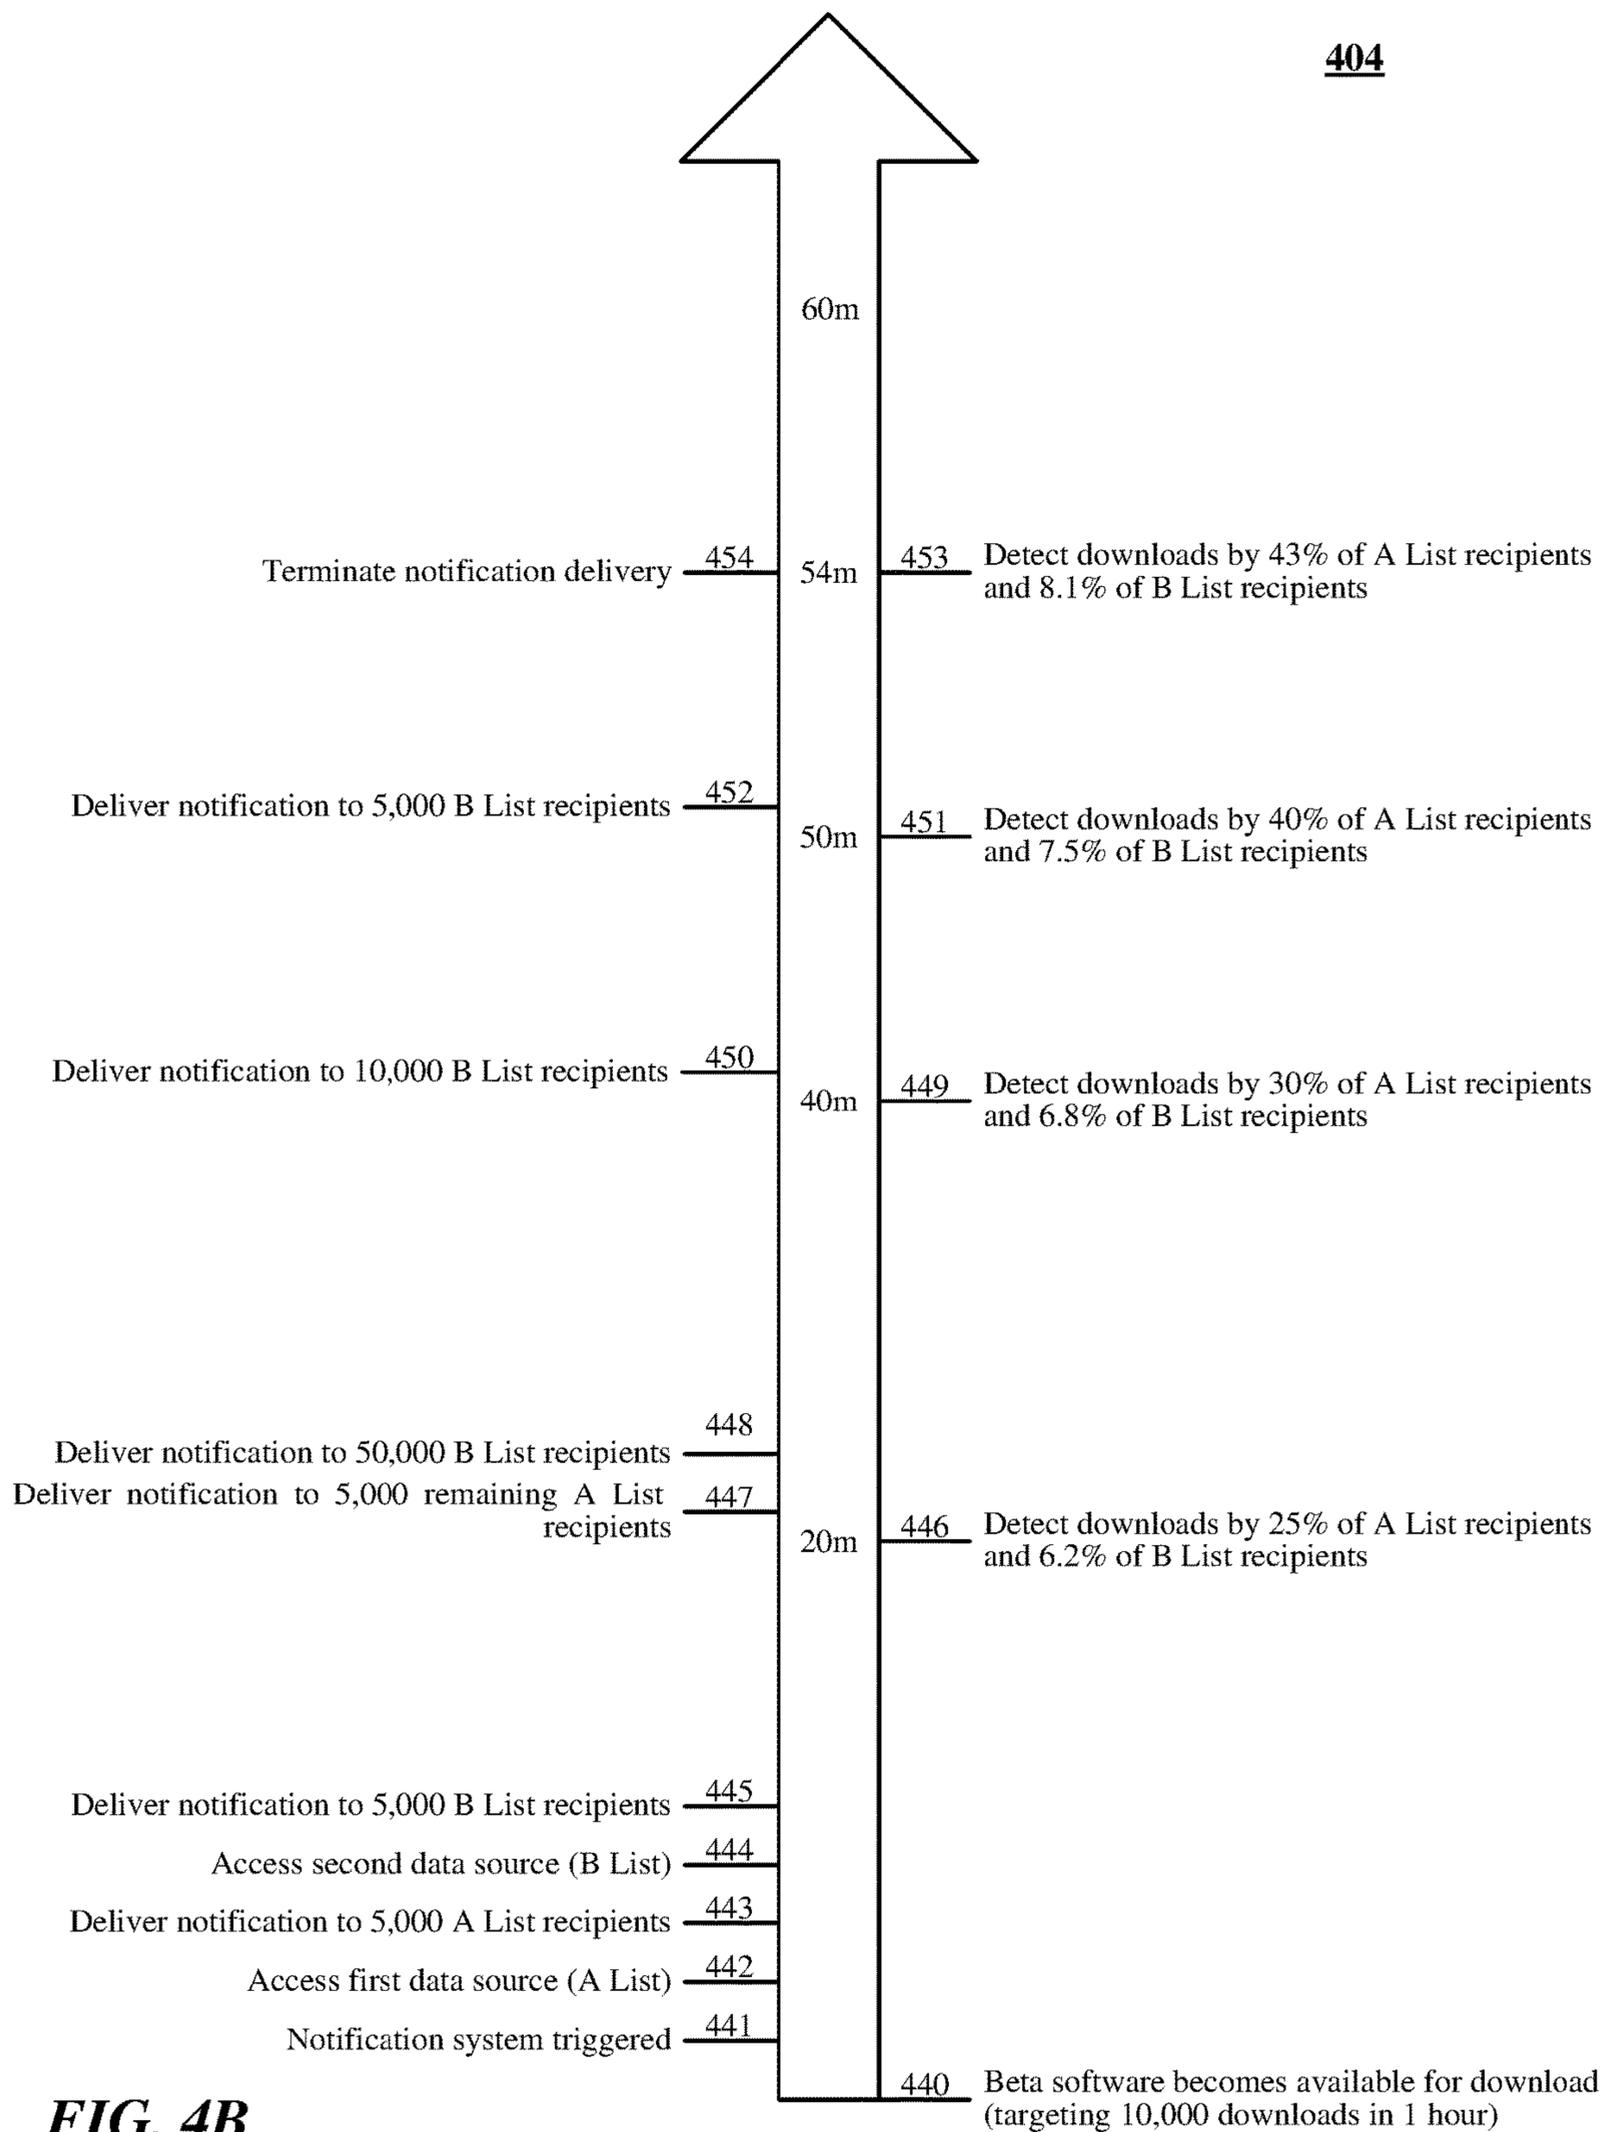 404
60m
454
Terminate notification delivery
54m
453
Detect downloads by 43% of A List recipients
and 8.1% of B List recipients
452
Deliver notification to 5,000 B List recipients
50m
451
Detect downloads by 40% of A List recipients
and 7.5% of B List recipients
450
Deliver notification to 10,000 B List recipients
40m
449
Detect downloads by 30% of A List recipients
and 6.8% of B List recipients
448
Deliver notification to 50,000 B List recipients
Deliver notification to 5,000 remaining A List
recipients
447
20m
446
Detect downloads by 25% of A List recipients
and 6.2% of B List recipients
445
Deliver notification to 5,000 B List recipients
444
Access second data source (B List)
443
Deliver notification to 5,000 A List recipients
442
Access first data source (A List)
441
Notification system triggered
440
Beta software becomes available for download
(targeting 10,000 downloads in 1 hour)
FIG. 4B